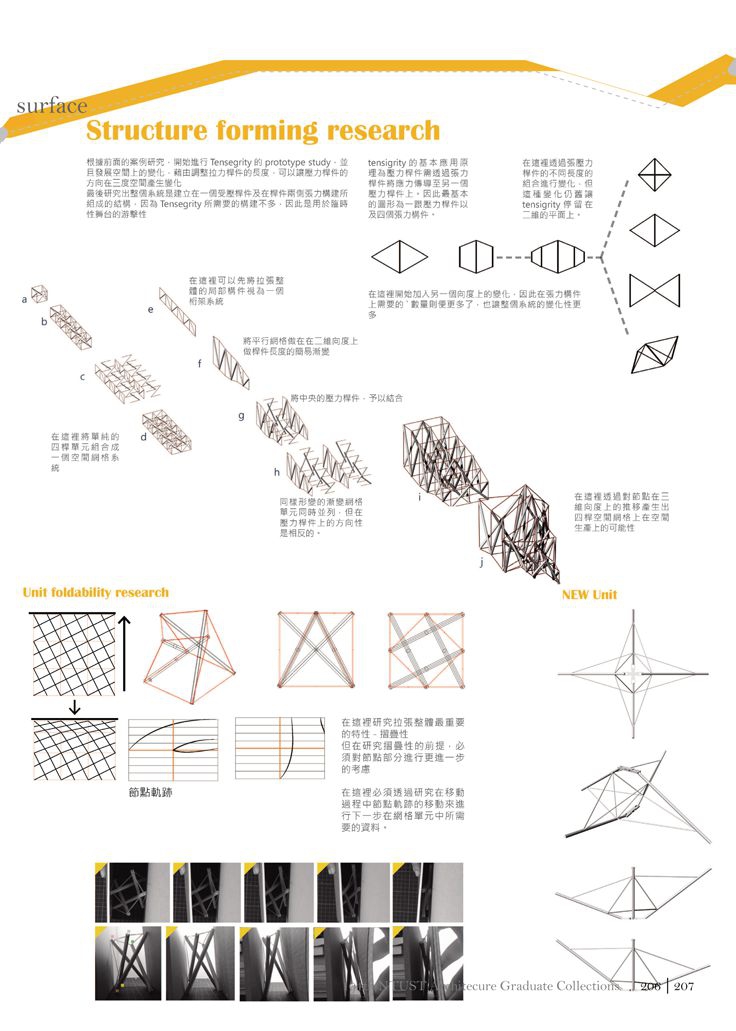 surface
Structure forming research
根據前面的案例研究，開始進行 Tensegrity 的 prototype study，並
且發展空間上的變化，藉由調整拉力桿件的長度，可以讓壓力桿件的
方向在三度空間產生變化
最後研究出整個系統是建立在一個受壓桿件及在桿件兩側張力構建所
組成的結構，因為 Tensegrity 所需要的構建不多，因此是用於臨時
性舞台的游擊性
tensigrity 的基本應用原
理為壓力桿件需透過張力
桿件將應力傳導至另一個
壓力桿件上。因此最基本
的圖形為一跟壓力桿件以
及四個張力構件。
在這裡透過張壓力
桿件的不同長度的
組合進行變化，但
這種變化仍舊讓
tensigrity 停留在
二維的平面上。
在這裡開始加入另一個向度上的變化，因此在張力構件
上需要的`數量則便更多了，也讓整個系統的變化性更
多
在這裡可以先將拉張整
體的局部構件視為一個
桁架系統
a
b
c
d
e
f
g
h
i
j
將平行網格做在在二維向度上
做桿件長度的簡易漸變
將中央的壓力桿件，予以結合
在這裡將單純的
四桿單元組合成
一個空間網格系
統
同樣形變的漸變網格
單元同時並列，但在
壓力桿件上的方向性
是相反的。
在這裡透過對節點在三
維向度上的推移產生出
四桿空間網格上在空間
生產上的可能性
Unit foldability research
NEW Unit
節點軌跡
在這裡研究拉張整體最重要
的特性 - 摺疊性
但在研究摺疊性的前提，必
須對節點部分進行更進一步
的考慮
在這裡必須透過研究在移動
過程中節點軌跡的移動來進
行下一步在網格單元中所需
要的資料。
NTUST Architecure Graduate Collections 206 | 207